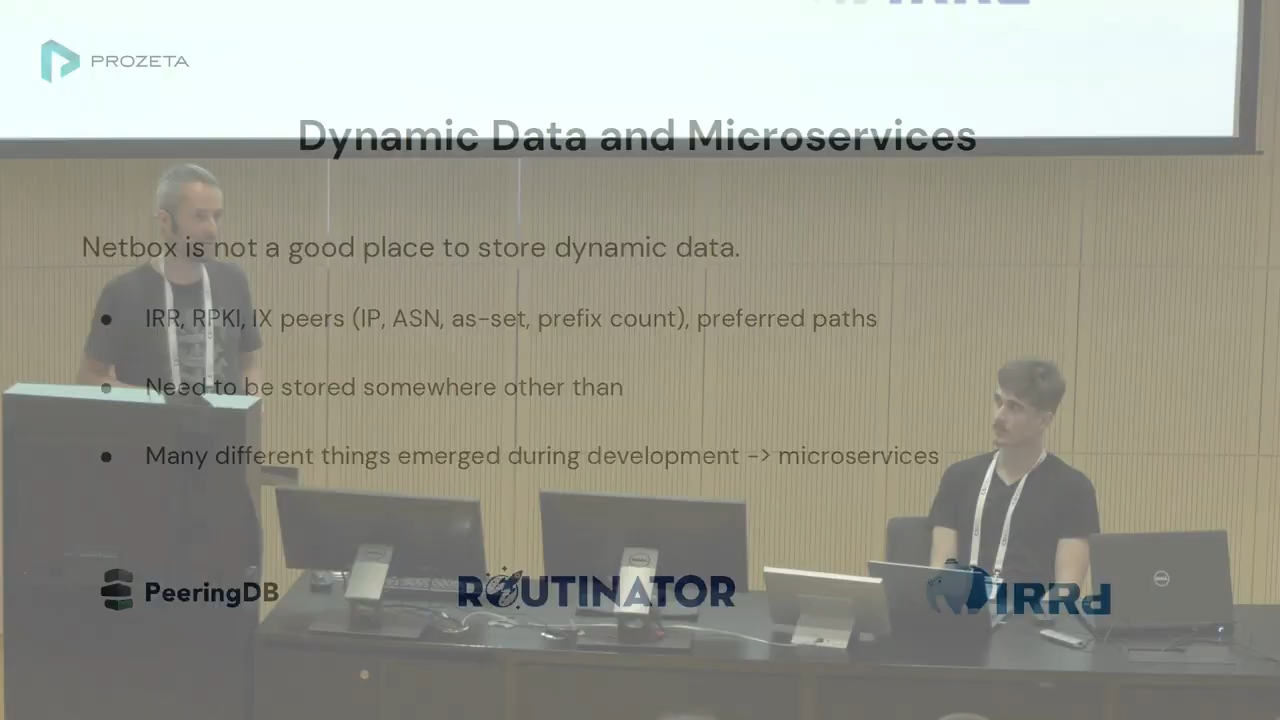 PROZETA
Dynamic Data and Microservices
Netbox is not a good place to store dynamic data.
● IRR, RPKI, IX peers (IP, ASN, as-set, prefix count), preferred paths
● Need to be stored somewhere other than
● Many different things emerged during development -> microservices
PeeringDB
ROUTINATOR
IRRd